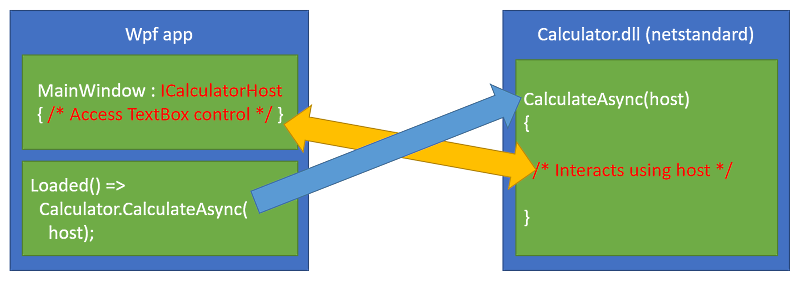 Wpf app
MainWindow : ICalculatorHost
{ /* Access TextBox control */ }
Loaded() =>
Calculator.CalculateAsync(
host);
Calculator.dll (netstandard)
CalculateAsync(host)
{
/* Interacts using host */
}